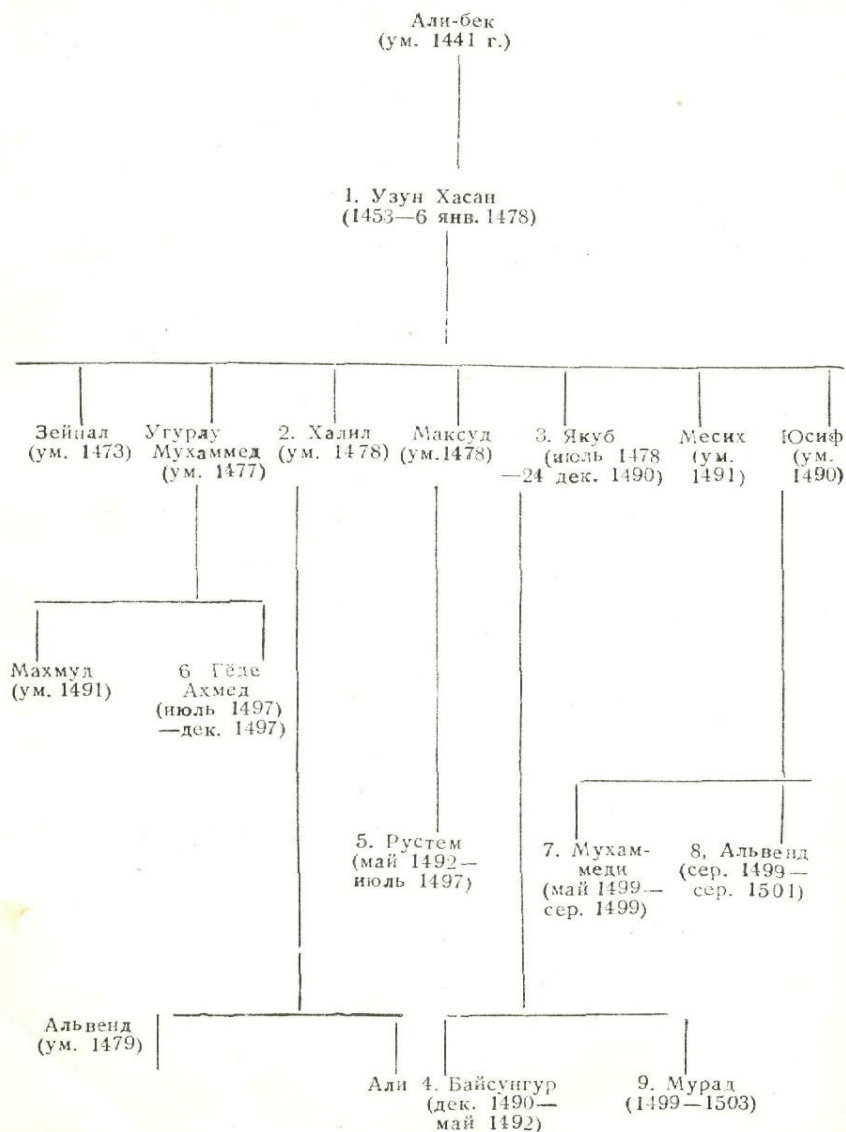 Али-бек
(ум. 1441 г.)
1. Узун Хасан
(1453—6 янв. 1478)
Зейнал
(ум. 1473)
Угурлу
Мухаммед
(ум. 1477)
2. Халил
(ум. 1478)
Максуд
(ум.1478)
3. Якуб
(июль 1478
—24 дек. 1490)
Месих
(ум.
1491)
Юсиф
(ум.
1490)
Махмуд
(ум. 1491)
6 Гёде
Ахмед
(июль 1497)
—дек. 1497)
5. Рустем
(май 1492—
июль 1497)
7. Мухам-
меди
(май 1499—
сер. 1499)
8, Альвенд
(сер. 1499—
сер. 1501)
Альвенд
(ум. 1479)
Али
4. Байсунгур
(дек. 1490—
май 1492)
9. Мурад
(1499—1503)